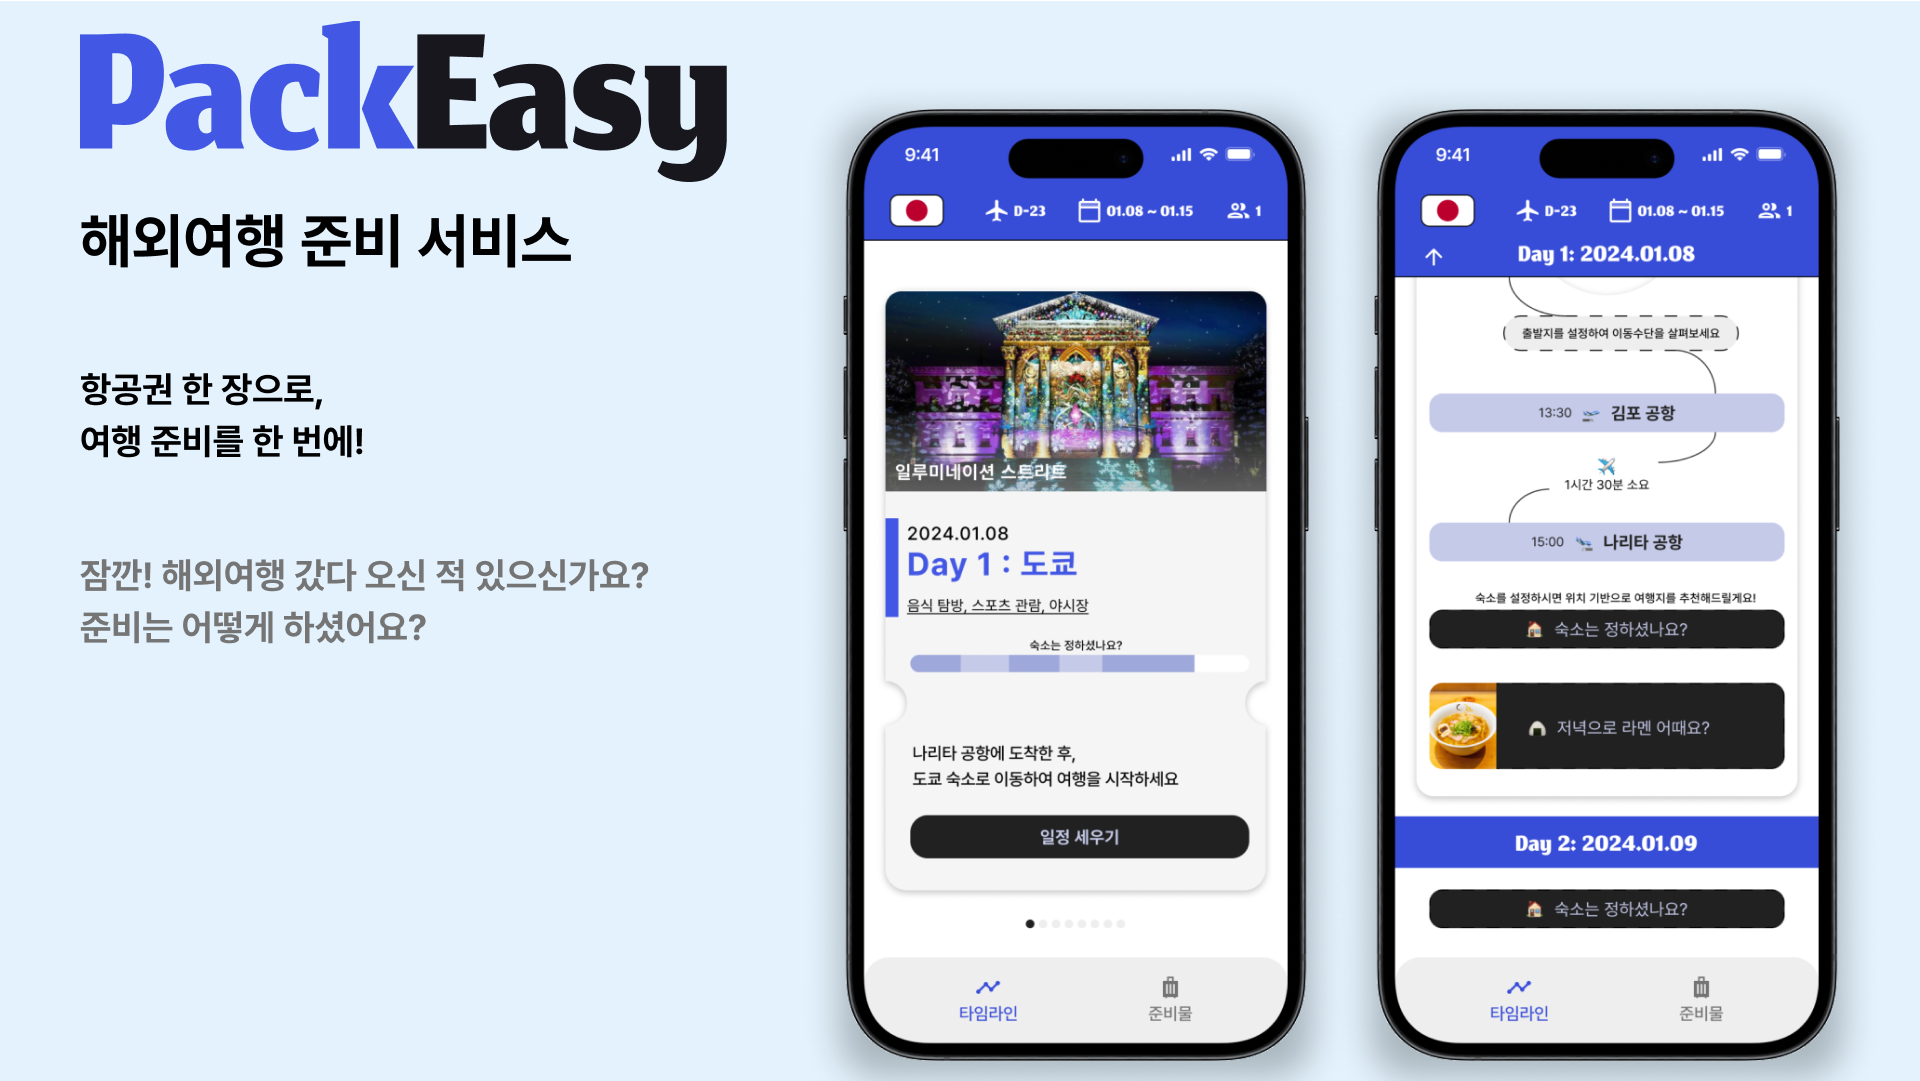 PackEasy
해외여행 준비 서비스
항공권 한 장으로,
여행 준비를 한 번에!
잠깐! 해외여행 갔다 오신 적 있으신가요?
준비는 어떻게 하셨어요?
9:41
D-23
01.08 ~ 01.15
1
일루미네이션 스트리트
2024.01.08
Day 1 : 도쿄
음식 탐방, 스포츠 관람, 야시장
숙소는 정하셨나요?
나리타 공항에 도착한 후,
도쿄 숙소로 이동하여 여행을 시작하세요
일정 세우기
타임라인
준비물
9:41
D-23
01.08 ~ 01.15
1
Day 1: 2024.01.08
출발지를 설정하여 이동수단을 살펴보세요
13:30 김포 공항
1시간 30분 소요
15:00 나리타 공항
숙소를 설정하시면 위치 기반으로 여행지를 추천해드릴게요!
숙소는 정하셨나요?
저녁으로 라멘 어때요?
Day 2: 2024.01.09
숙소는 정하셨나요?
타임라인
준비물